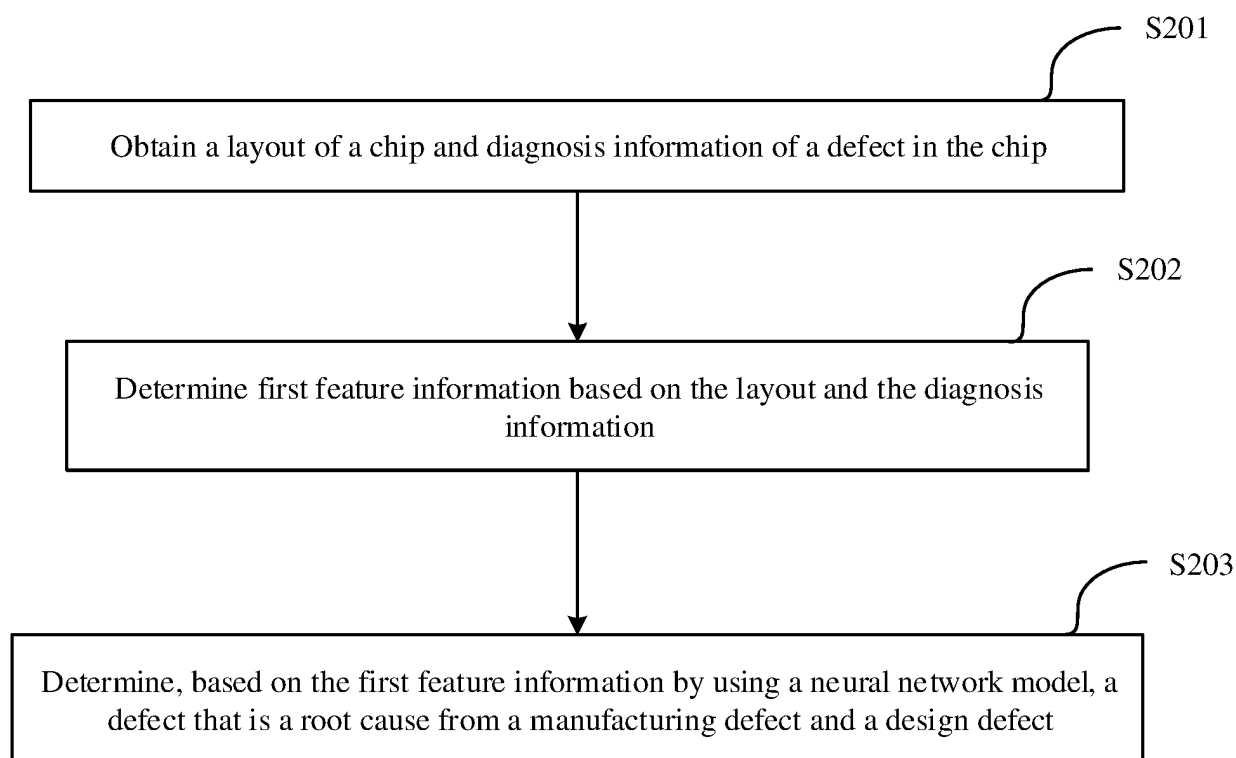 S201
Obtain a layout of a chip and diagnosis information of a defect in the chip
S202
Determine first feature information based on the layout and the diagnosis
information
S203
Determine, based on the first feature information by using a neural network model, a
defect that is a root cause from a manufacturing defect and a design defect